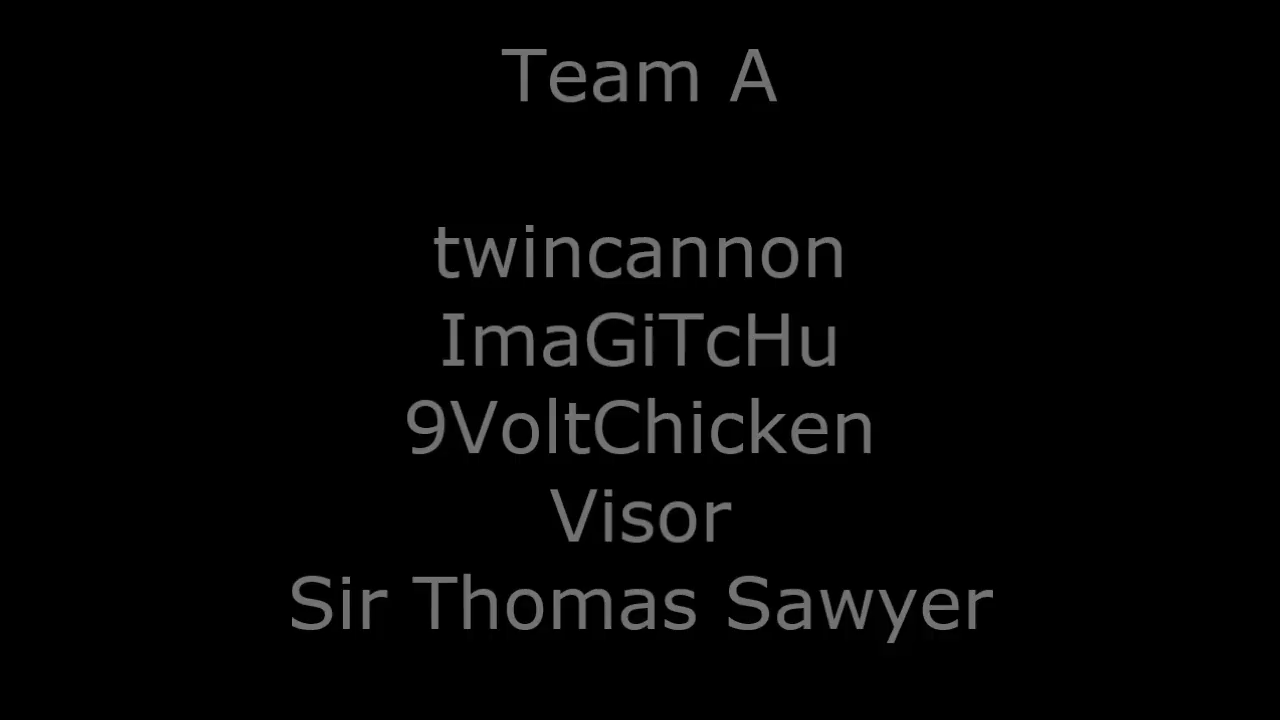 Team A
twincannon
ImaGiTcHu
9VoltChicken
Visor
Sir Thomas Sawyer